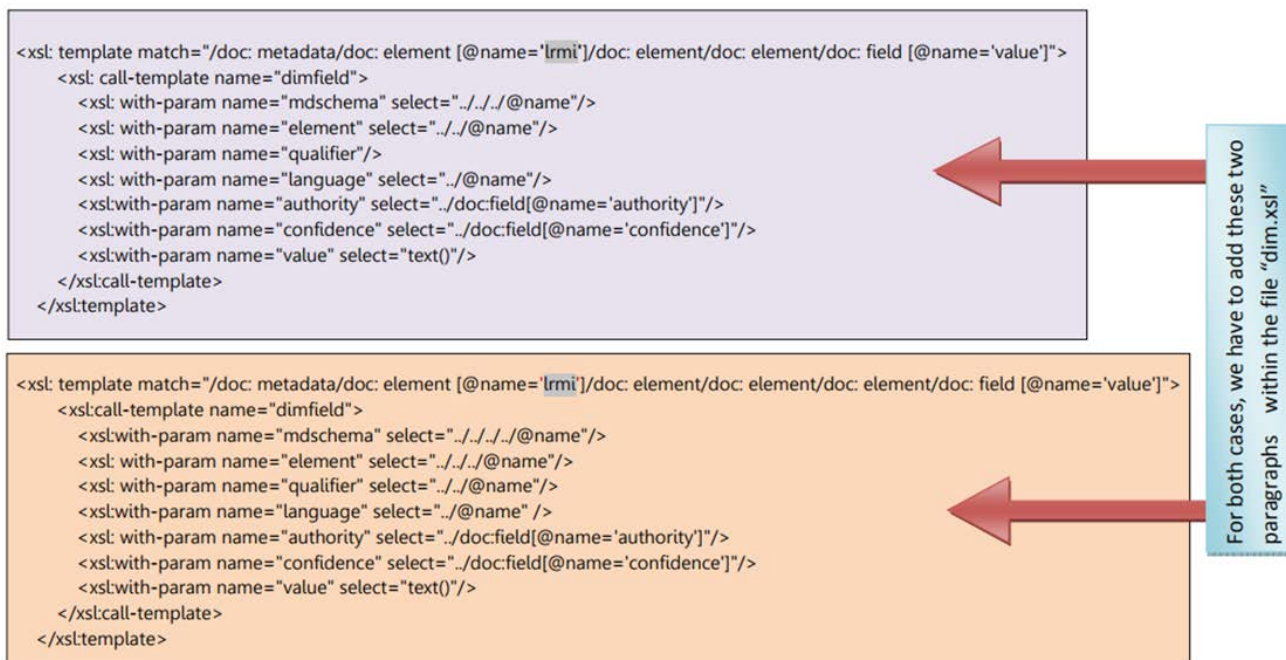 <xsl: template match="/doc: metadata/doc: element [@name='lrmi']/doc: element/doc: element/doc: field [@name='value']">
<xsl: call-template name="dimfield">
<xsl: with-param name="mdschema" select="../../../@name"/>
<xsl: with-param name="element" select="../../@name"/>
<xsl: with-param name="qualifier"/>
<xsl: with-param name="language" select="../@name"/>
<xsl:with-param name="authority" select="../doc:field[@name='authority']"/>
<xsl:with-param name="confidence" select="../doc:field[@name='confidence']"/>
<xsl:with-param name="value" select="text()"/>
</xsl:call-template>
</xsl:template>
<xsl: template match="/doc: metadata/doc: element [@name='lrmi']/doc: element/doc: element/doc: element/doc: field [@name='value']">
<xsl:call-template name="dimfield">
<xsl:with-param name="mdschema" select="../../../../@name"/>
<xsl: with-param name="element" select="../../../@name"/>
<xsl: with-param name="qualifier" select="../../@name"/>
<xsl: with-param name="language" select="../@name" />
<xsl: with-param name="authority" select="../doc:field[@name='authority']"/>
<xsl:with-param name="confidence" select="../doc:field[@name='confidence']"/>
<xsl:with-param name="value" select="text()"/>
</xsl:call-template>
</xsl:template>
For both cases, we have to add these two
paragraphs within the file “dim.xsl”